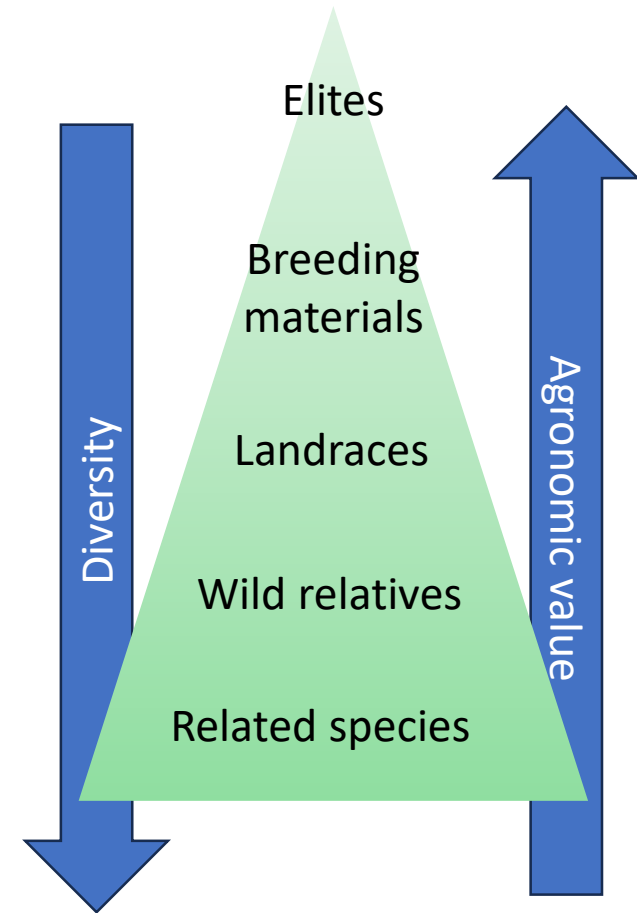 Elites
Breeding
materials
Landraces
Wild relatives
Related species
Diversity
Agronomic value